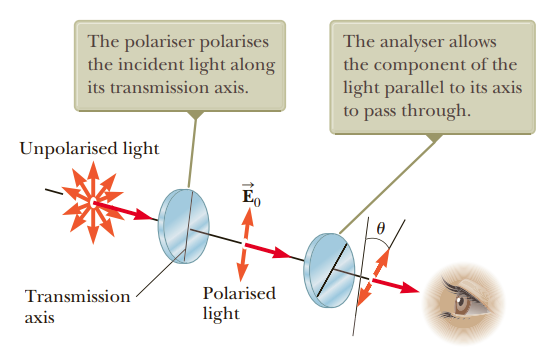 The polariser polarises
the incident light along
its transmission axis.
The analyser allows
the component of the
light parallel to its axis
to pass through.
Unpolarised light
E⃗₀
θ
Transmission
axis
Polarised
light